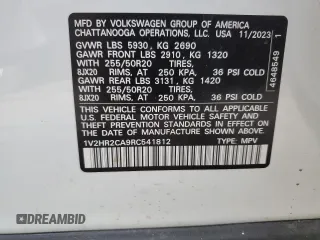 MFD BY VOLKSWAGEN GROUP OF AMERICA
CHATTANOOGA OPERATIONS, LLC. USA 11/2023
GVWR LBS 5930, KG 2690
GAWR FRONT LBS 2910, KG 1320
WITH 255/50R20 TIRES,
8JX20 RIMS, AT 250 KPA, 36 PSI COLD
GAWR REAR LBS 3131, KG 1420
WITH 255/50R20 TIRES,
8JX20 RIMS, AT 250 KPA, 36 PSI COLD
THIS VEHICLE CONFORMS TO ALL APPLICABLE
FEDERAL MOTOR VEHICLE SAFETY AND
THEFT PREVENTION STANDARDS IN EFFECT
ON THE DATE OF MANUFACTURE SHOWN ABOVE.
1V2HR2CA9RC541812 TYPE: MPV
4648549
DREAMBID